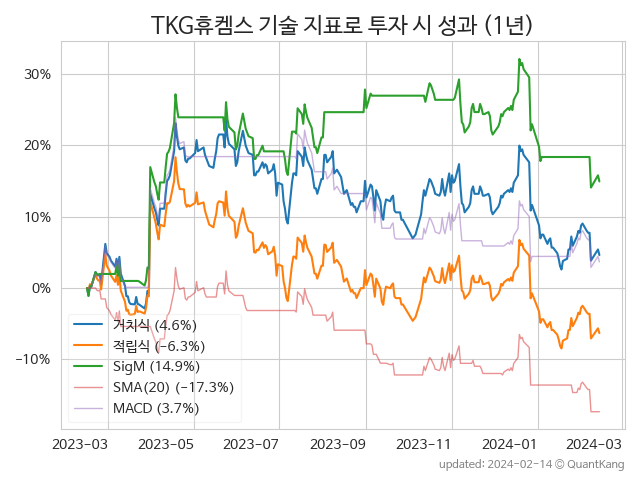 TKG휴켐스 기술 지표로 투자 시 성과 (1년)
30%
20%
10%
0%
−10%
거치식 (4.6%)
적립식 (−6.3%)
SigM (14.9%)
SMA(20) (−17.3%)
MACD (3.7%)
2023-03
2023-05
2023-07
2023-09
2023-11
2024-01
2024-03
updated: 2024-02-14 © QuantKang